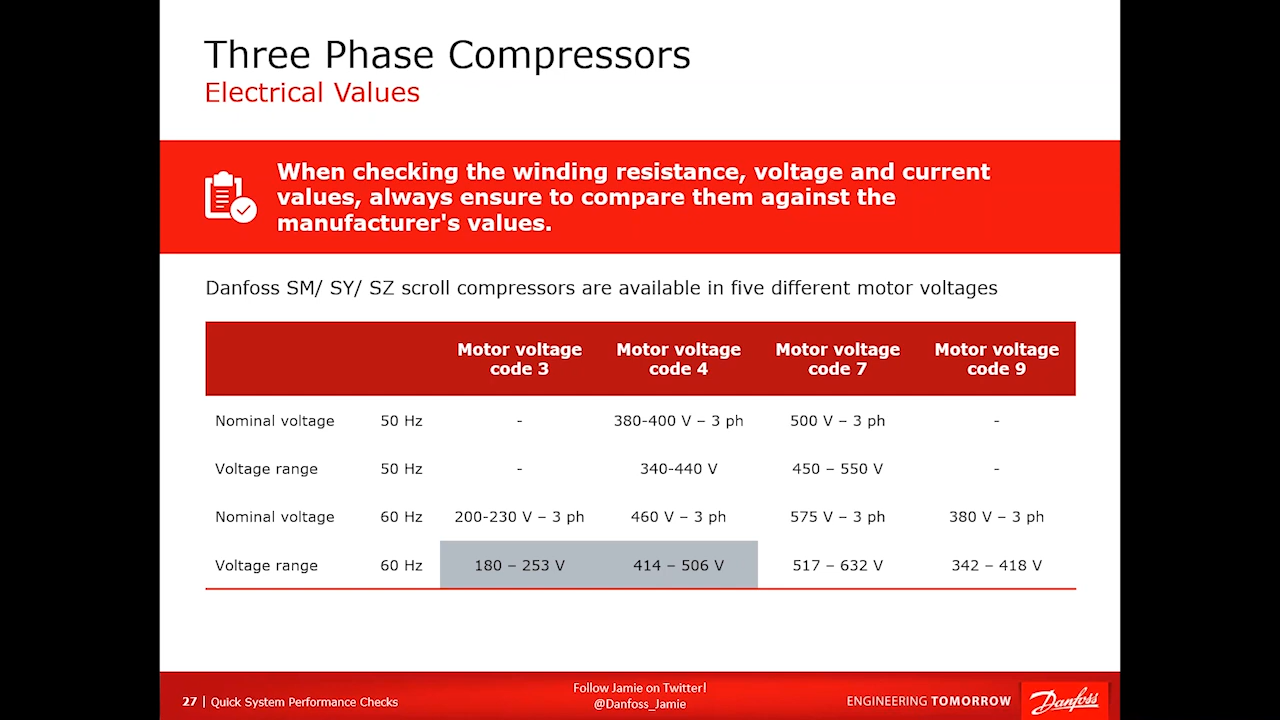 Three Phase Compressors
Electrical Values
When checking the winding resistance, voltage and current
values, always ensure to compare them against the
manufacturer's values.
Danfoss SM/ SY/ SZ scroll compressors are available in five different motor voltages
Motor voltage code 3 Motor voltage code 4 Motor voltage code 7 Motor voltage code 9
Nominal voltage 50 Hz - 380-400 V – 3 ph 500 V – 3 ph -
Voltage range 50 Hz - 340-440 V 450 – 550 V -
Nominal voltage 60 Hz 200-230 V – 3 ph 460 V – 3 ph 575 V – 3 ph 380 V – 3 ph
Voltage range 60 Hz 180 – 253 V 414 – 506 V 517 – 632 V 342 – 418 V
27 | Quick System Performance Checks
Follow Jamie on Twitter!
@Danfoss_Jamie
ENGINEERING TOMORROW
Danfoss